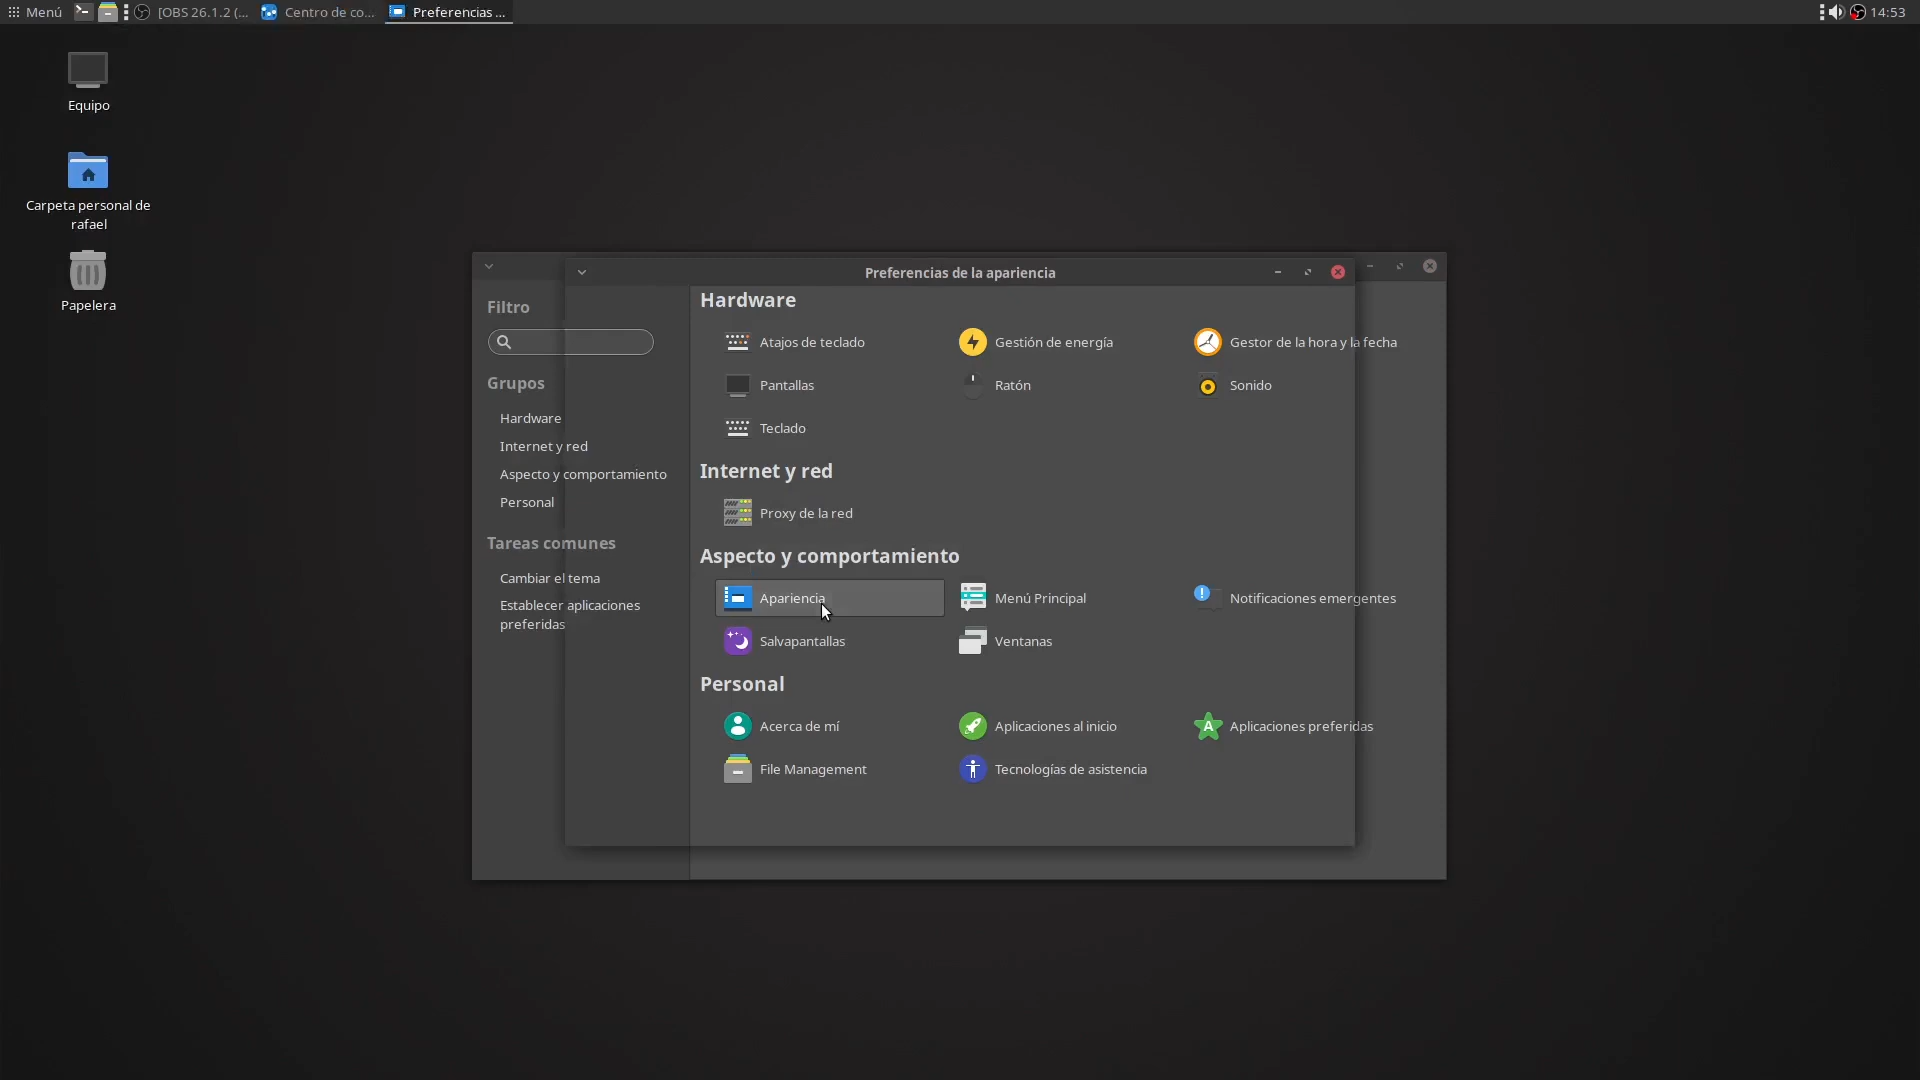 Menú
[OBS 26.1.2 (...
Centro de co...
Preferencias ...
14:53
Equipo
Carpeta personal de
rafael
Papelera
Preferencias de la apariencia
Filtro
Grupos
Hardware
Internet y red
Aspecto y comportamiento
Personal
Tareas comunes
Cambiar el tema
Establecer aplicaciones
preferidas
Hardware
Atajos de teclado
Gestión de energía
Gestor de la hora y la fecha
Pantallas
Ratón
Sonido
Teclado
Internet y red
Proxy de la red
Aspecto y comportamiento
Apariencia
Menú Principal
Notificaciones emergentes
Salvapantallas
Ventanas
Personal
Acerca de mí
Aplicaciones al inicio
Aplicaciones preferidas
File Management
Tecnologías de asistencia